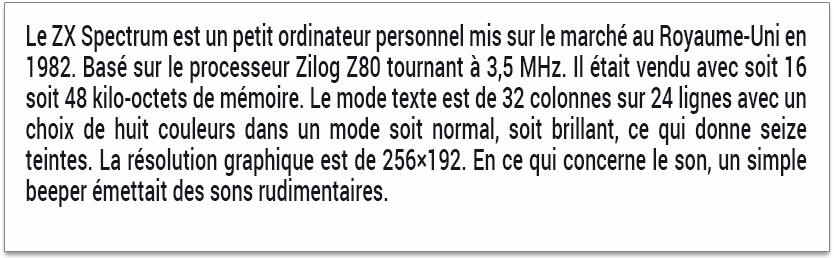 Le ZX Spectrum est un petit ordinateur personnel mis sur le marché au Royaume-Uni en
1982. Basé sur le processeur Zilog Z80 tournant à 3,5 MHz. Il était vendu avec soit 16
soit 48 kilo-octets de mémoire. Le mode texte est de 32 colonnes sur 24 lignes avec un
choix de huit couleurs dans un mode soit normal, soit brillant, ce qui donne seize
teintes. La résolution graphique est de 256×192. En ce qui concerne le son, un simple
beeper émettait des sons rudimentaires.